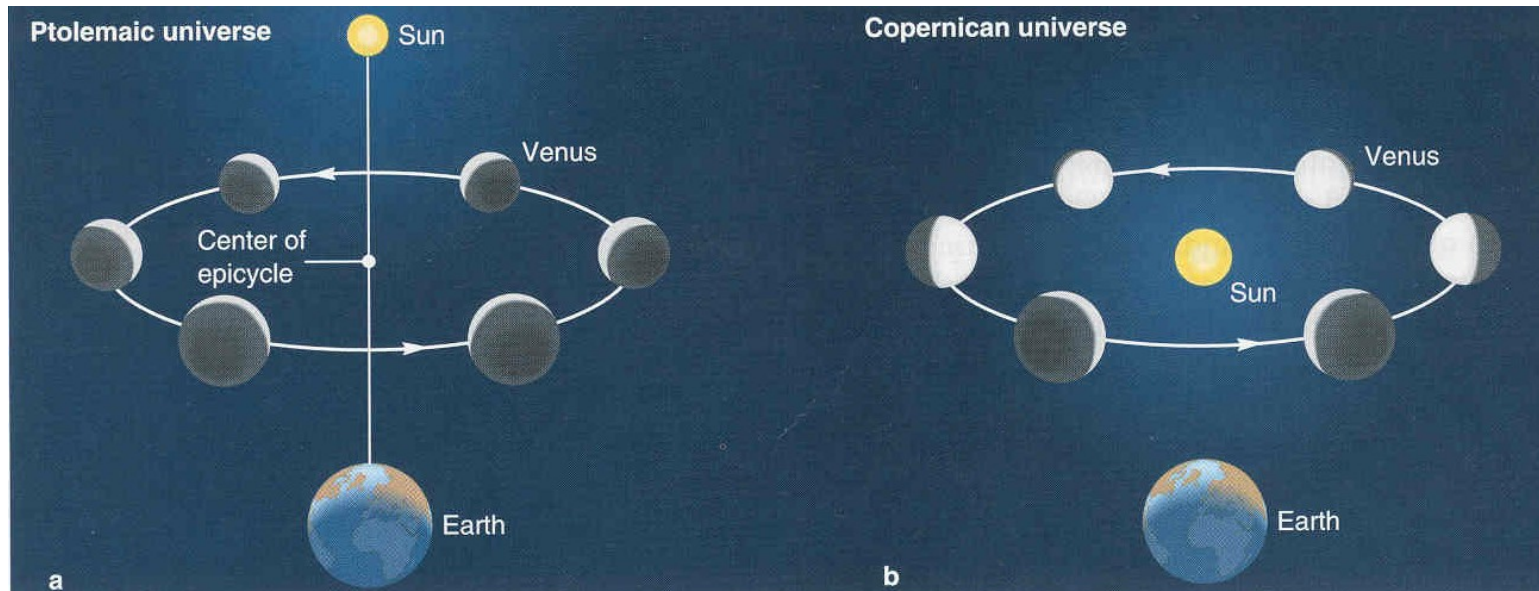 Ptolemaic universe
Sun
Venus
Center of
epicycle
Earth
a
Copernican universe
Venus
Sun
Earth
b